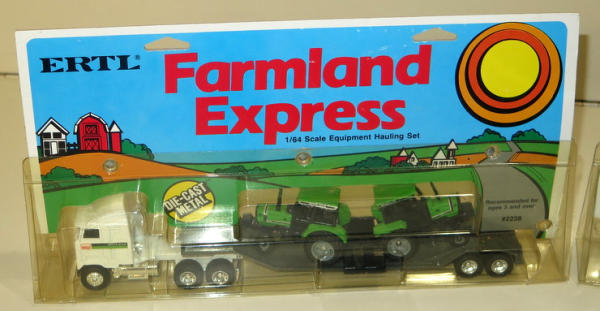 ERTL®
Farmland
Express
1/64 Scale Equipment Hauling Set
DIE-CAST
METAL
Recommended for
ages 3 and over
#2238